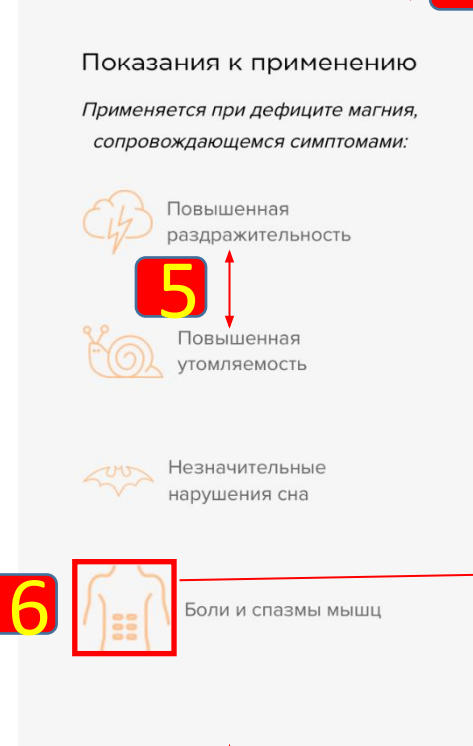 Показания к применению
Применяется при дефиците магния,
сопровождающемся симптомами:
Повышенная
раздражительность
5
Повышенная
утомляемость
Незначительные
нарушения сна
6
Боли и спазмы мышц